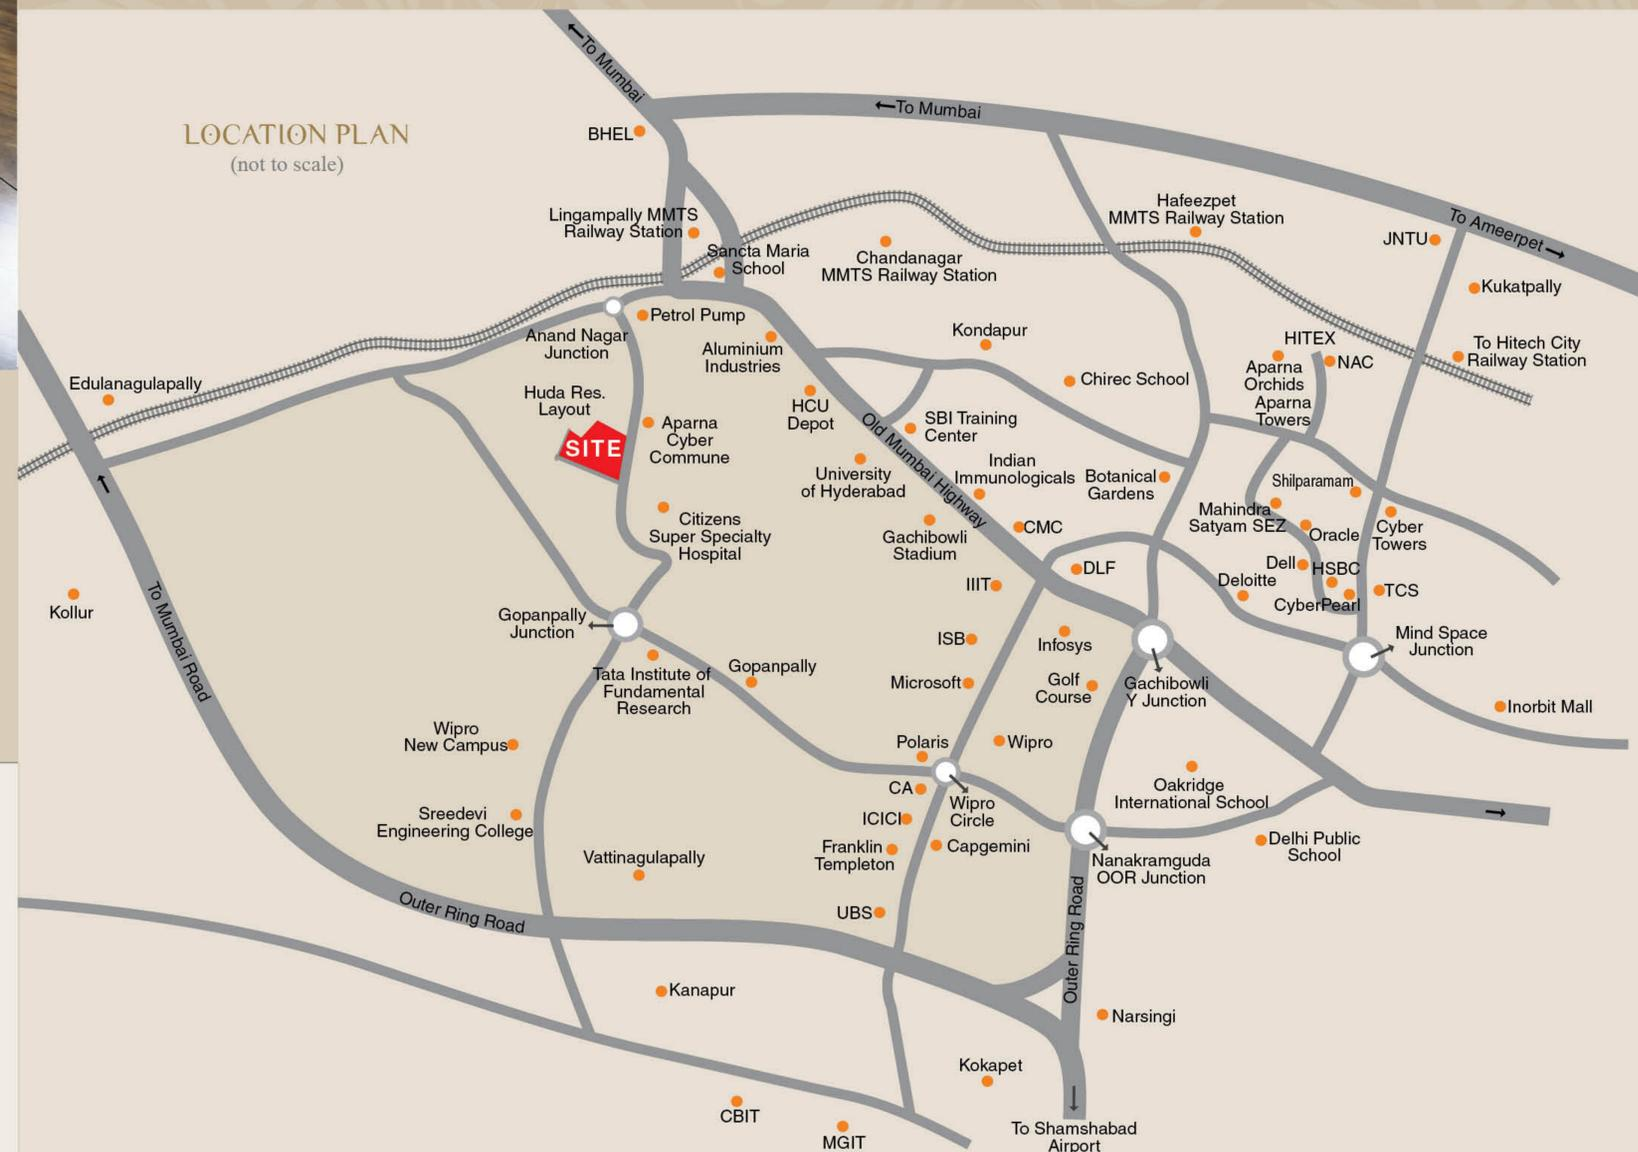 To Mumbai
To Mumbai
LOCATION PLAN
(not to scale)
BHEL
Lingampally MMTS
Railway Station
Sancta Maria
School
Chandanagar
MMTS Railway Station
Hafeezpet
MMTS Railway Station
To Ameerpet
JNTU
Kukatpally
To Hitech City
Railway Station
Petrol Pump
Anand Nagar
Junction
Aluminium
Industries
Kondapur
Chirec School
HITEX
NAC
Aparna
Orchids
Aparna
Towers
Edulanagulapally
Huda Res.
Layout
SITE
Aparna
Cyber
Commune
HCU
Depot
Old Mumbai Highway
SBI Training
Center
University
of Hyderabad
Indian
Immunologicals
Botanical
Gardens
Shilparamam
Mahindra
Satyam SEZ
Oracle
Cyber
Towers
Citizens
Super Specialty
Hospital
Gachibowli
Stadium
CMC
DLF
IIIT
Dell
HSBC
Deloitte
CyberPearl
TCS
Kollur
To Mumbai Road
Gopanpally
Junction
ISB
Infosys
Mind Space
Junction
Tata Institute of
Fundamental
Research
Gopanpally
Microsoft
Golf
Course
Gachibowli
Y Junction
Inorbit Mall
Wipro
New Campus
Polaris
Wipro
CA
Wipro
Circle
Oakridge
International School
Sreedevi
Engineering College
ICICI
Franklin
Templeton
Capgemini
Delhi Public
School
Nanakramguda
OOR Junction
Vattinagulapally
Outer Ring Road
UBS
Outer Ring Road
Kanapur
Narsingi
Kokapet
CBIT
MGIT
To Shamshabad
Airport